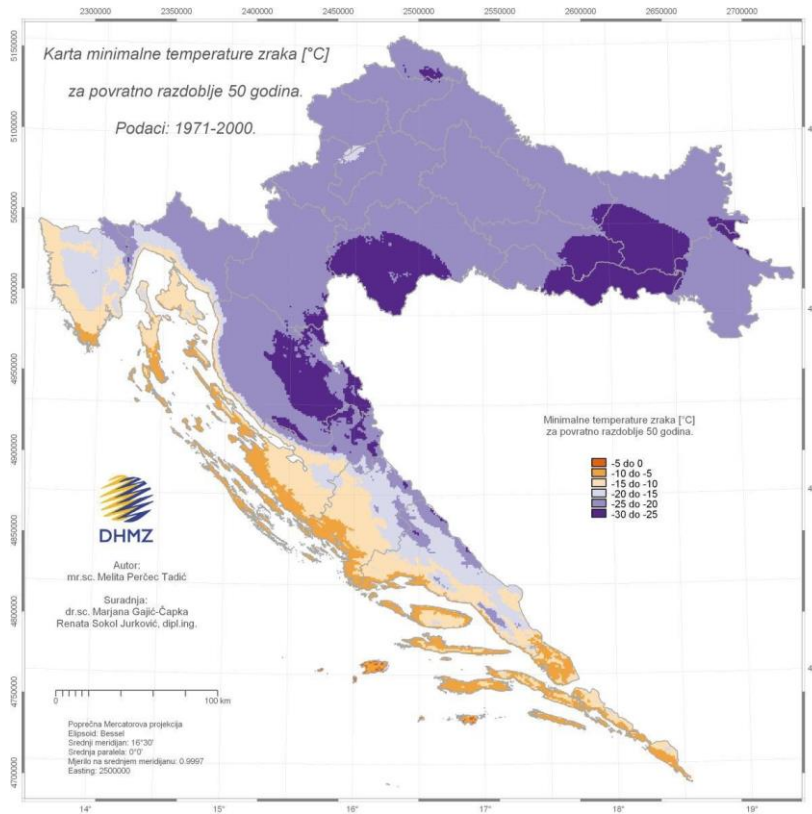 2300000 2350000 2400000 2450000 2500000 2550000 2600000 2650000 2700000
Karta minimalne temperature zraka [°C]
za povratno razdoblje 50 godina.
Podaci: 1971-2000.
5150000
5100000
5050000
5000000
4950000
4900000
4850000
4800000
4750000
4700000
Minimalne temperature zraka [°C]
za povratno razdoblje 50 godina.
-5 do 0
-10 do -5
-15 do -10
-20 do -15
-25 do -20
-30 do -25
DHMZ
Autor:
mr.sc. Melita Perčec Tadić
Suradnja:
dr.sc. Marjana Gajić-Čapka
Renata Sokol Jurković, dipl.ing.
0 100 km
Poprečna Mercatorova projekcija
Elipsoid: Bessel
Srednji meridijan: 16°30'
Srednja paralela: 0°0'
Mjerilo na srednjem meridijanu: 0.9997
Easting: 2500000
14° 15° 16° 17° 18° 19°